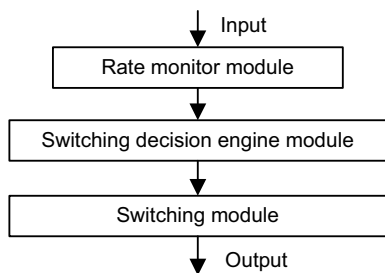 Input
Rate monitor module
Switching decision engine module
Switching module
Output